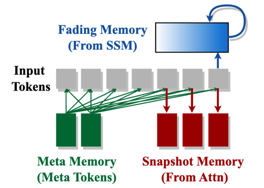 Fading Memory
(From SSM)
Input
Tokens
Meta Memory
(Meta Tokens)
Snapshot Memory
(From Attn)